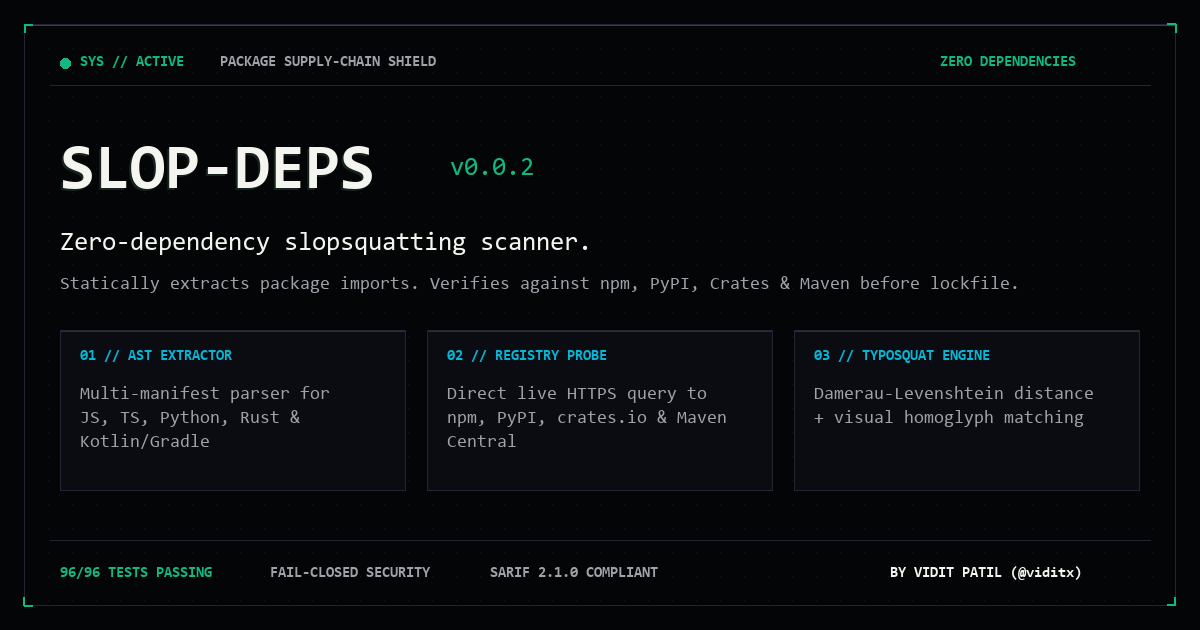 SYS // ACTIVE PACKAGE SUPPLY-CHAIN SHIELD ZERO DEPENDENCIES
SLOP-DEPS v0.0.2
Zero-dependency slopsquatting scanner.
Statically extracts package imports. Verifies against npm, PyPI, Crates & Maven before lockfile.
01 // AST EXTRACTOR
Multi-manifest parser for
JS, TS, Python, Rust &
Kotlin/Gradle
02 // REGISTRY PROBE
Direct live HTTPS query to
npm, PyPI, crates.io & Maven
Central
03 // TYPOSQUAT ENGINE
Damerau-Levenshtein distance
+ visual homoglyph matching
96/96 TESTS PASSING FAIL-CLOSED SECURITY SARIF 2.1.0 COMPLIANT BY VIDIT PATIL (@viditx)